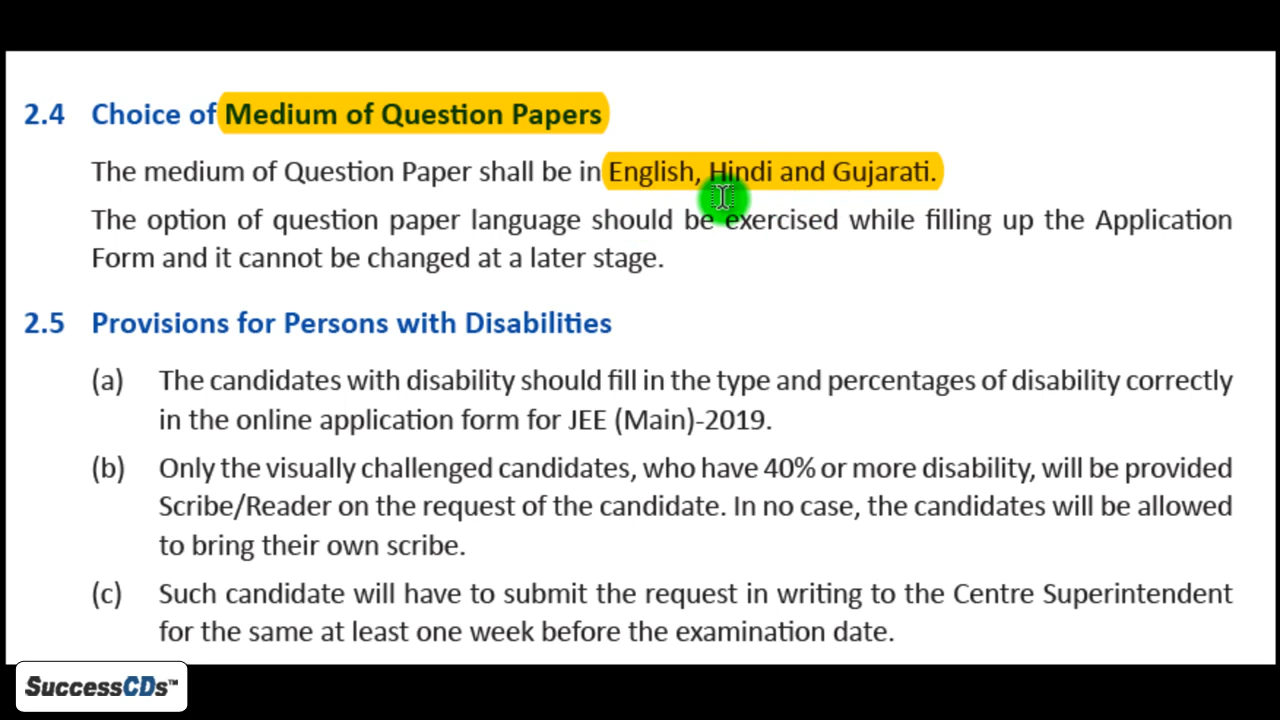 2.4 Choice of Medium of Question Papers
The medium of Question Paper shall be in English, Hindi and Gujarati.
The option of question paper language should be exercised while filling up the Application
Form and it cannot be changed at a later stage.
2.5 Provisions for Persons with Disabilities
(a) The candidates with disability should fill in the type and percentages of disability correctly
in the online application form for JEE (Main)-2019.
(b) Only the visually challenged candidates, who have 40% or more disability, will be provided
Scribe/Reader on the request of the candidate. In no case, the candidates will be allowed
to bring their own scribe.
(c) Such candidate will have to submit the request in writing to the Centre Superintendent
for the same at least one week before the examination date.
SuccessCDs™